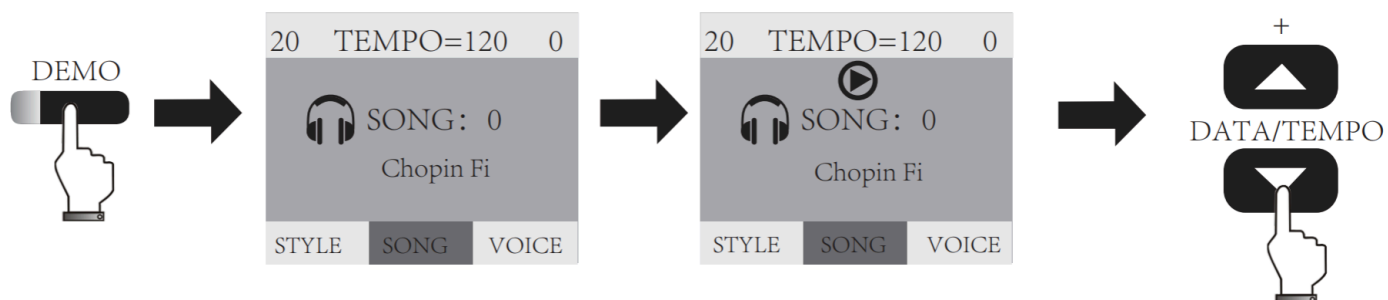 DEMO
20 TEMPO=120 0
SONG: 0
Chopin Fi
STYLE SONG VOICE
20 TEMPO=120 0
SONG: 0
Chopin Fi
STYLE SONG VOICE
+
DATA/TEMPO